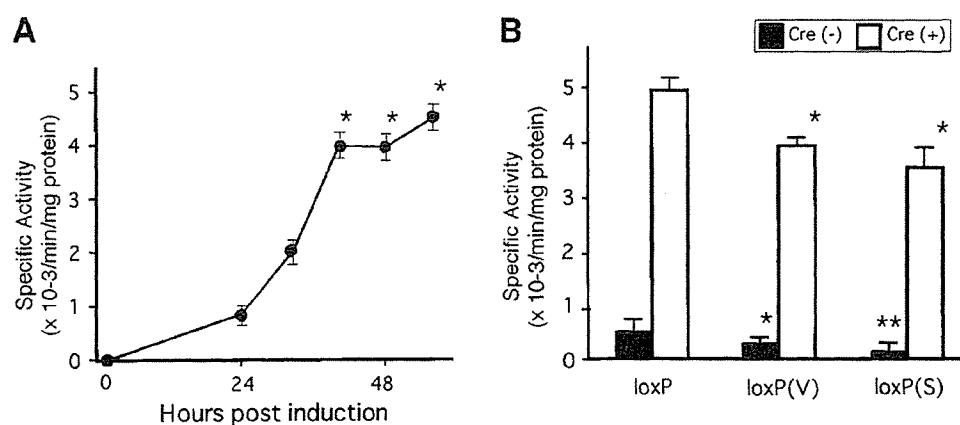 A
Specific Activity
(x 10-3/min/mg protein)
5
4
3
2
1
0
* * *
0 24 48
Hours post induction
B
Cre (-) Cre (+)
Specific Activity
(x 10-3/min/mg protein)
5
4
3
2
1
0
* *
* **
loxP loxP(V) loxP(S)